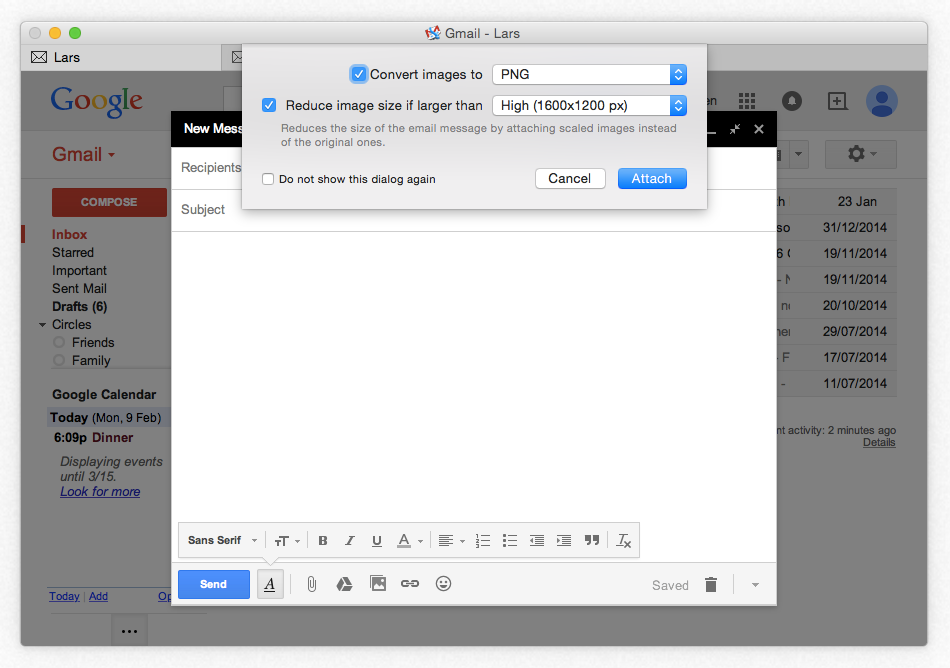 Gmail - Lars
Lars
Convert images to PNG
Reduce image size if larger than High (1600x1200 px)
Reduces the size of the email message by attaching scaled images instead
of the original ones.
Do not show this dialog again
Cancel Attach
Google
Gmail
COMPOSE
Inbox
Starred
Important
Sent Mail
Drafts (6)
Circles
Friends
Family
Google Calendar
Today (Mon, 9 Feb)
6:09p Dinner
Displaying events
until 3/15.
Look for more
Today Add
New Mess
Recipients
Subject
Sans Serif
Send
Saved
23 Jan
31/12/2014
19/11/2014
19/11/2014
20/10/2014
29/07/2014
17/07/2014
11/07/2014
nt activity: 2 minutes ago
Details